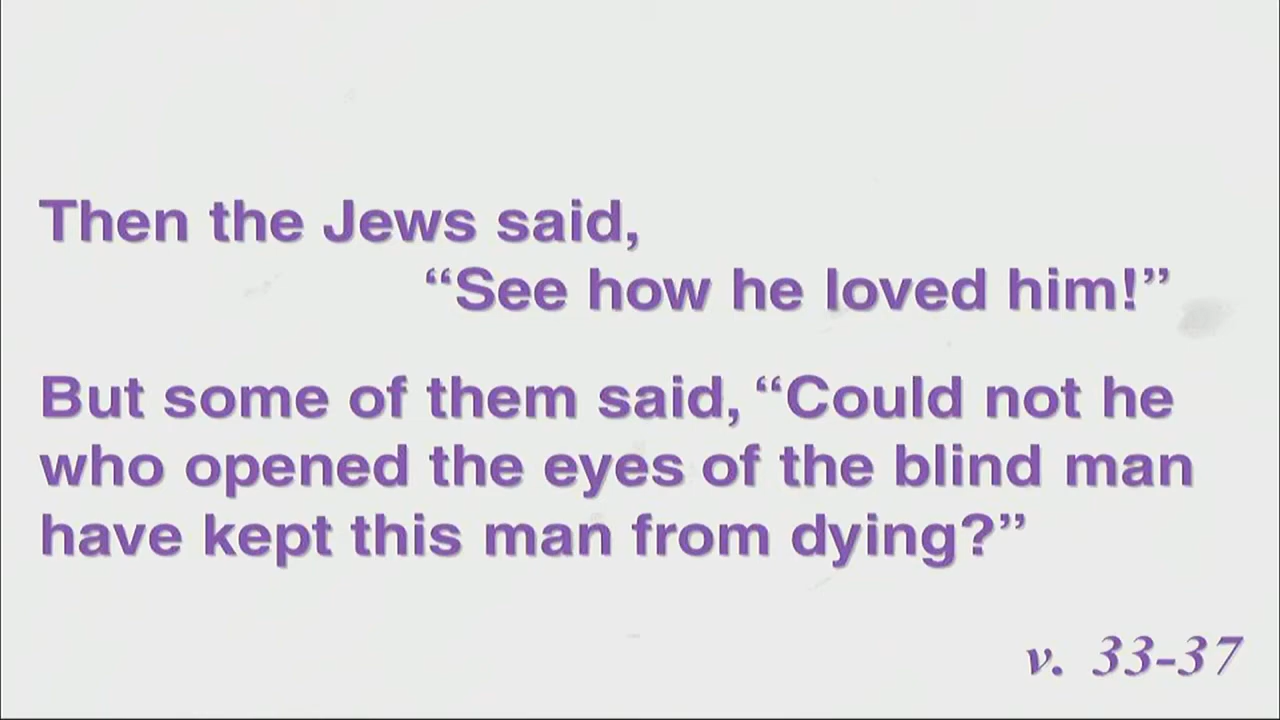 Then the Jews said,
“See how he loved him!”
But some of them said, “Could not he
who opened the eyes of the blind man
have kept this man from dying?”
v. 33-37